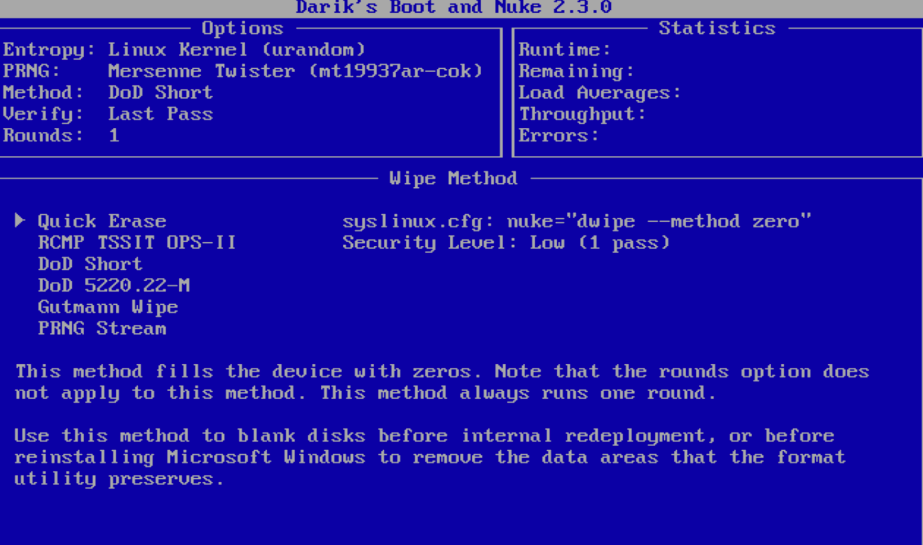 Darik's Boot and Nuke 2.3.0
Options
Entropy: Linux Kernel (urandom)
PRNG: Mersenne Twister (mt19937ar-cok)
Method: DoD Short
Verify: Last Pass
Rounds: 1
Statistics
Runtime:
Remaining:
Load Averages:
Throughput:
Errors:
Wipe Method
Quick Erase
RCMP TSSIT OPS-II
DoD Short
DoD 5220.22-M
Gutmann Wipe
PRNG Stream
syslinux.cfg: nuke="dwipe --method zero"
Security Level: Low (1 pass)
This method fills the device with zeros. Note that the rounds option does
not apply to this method. This method always runs one round.
Use this method to blank disks before internal redeployment, or before
reinstalling Microsoft Windows to remove the data areas that the format
utility preserves.